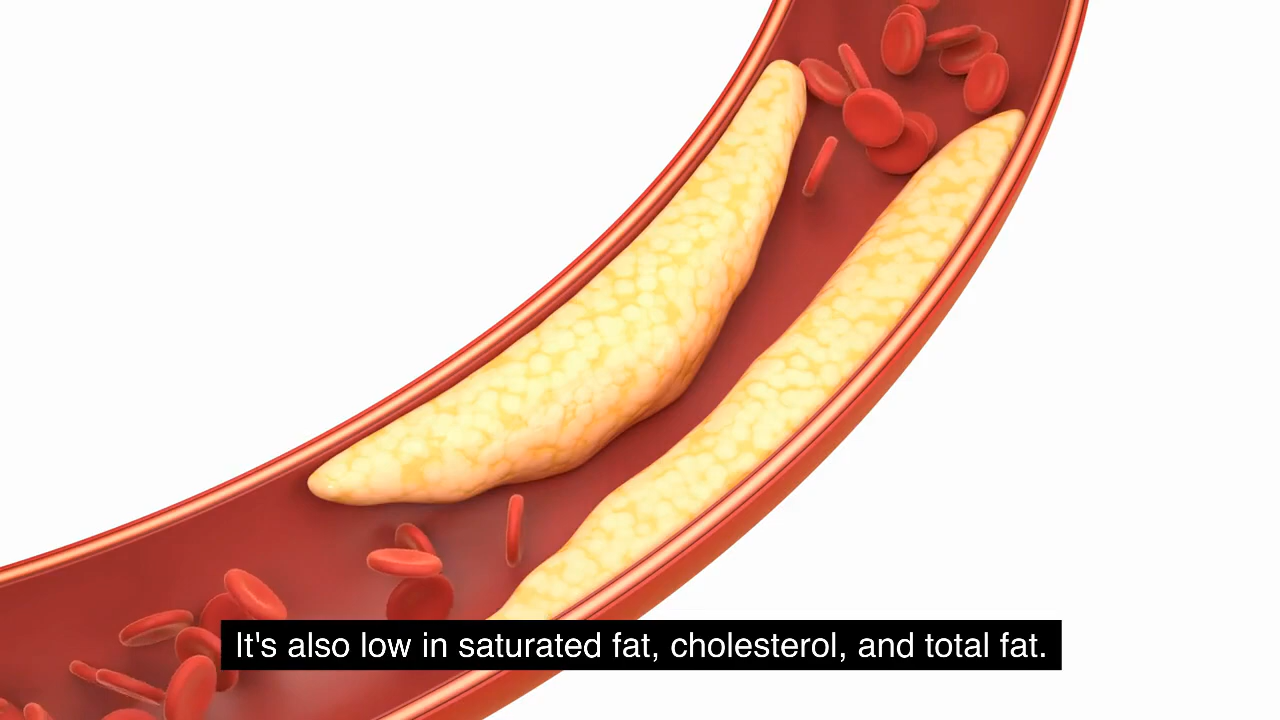 It's also low in saturated fat, cholesterol, and total fat.